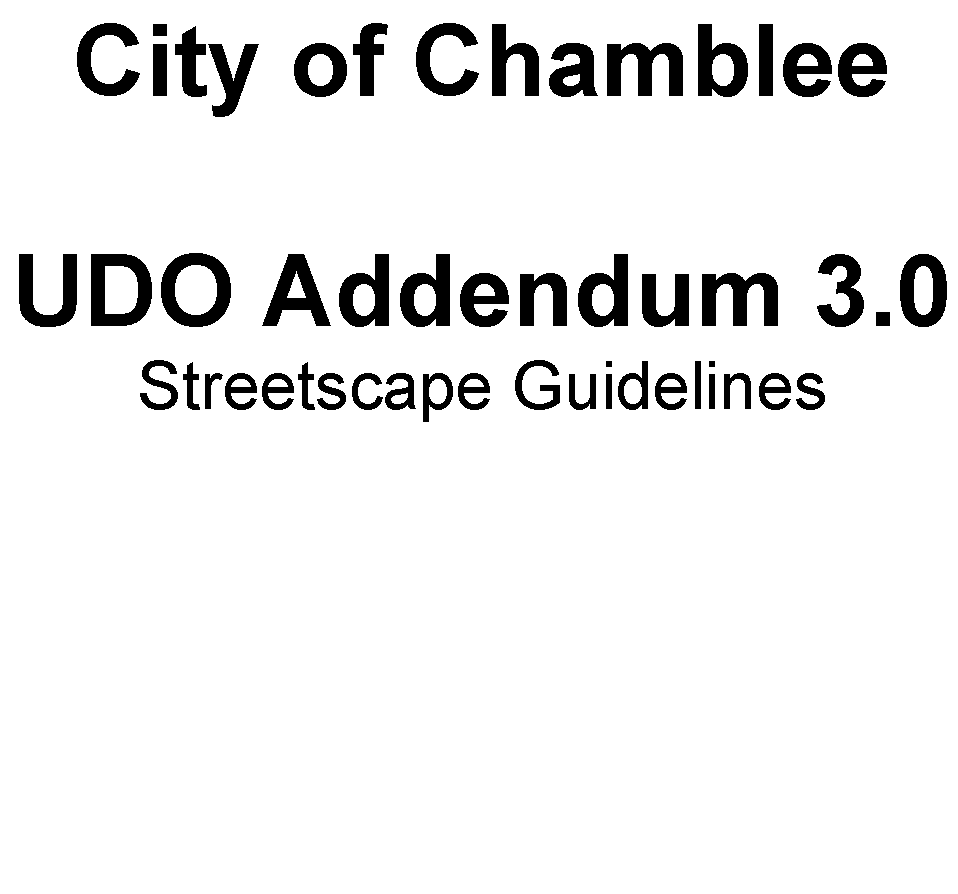 City of Chamblee
UDO Addendum 3.0
Streetscape Guidelines